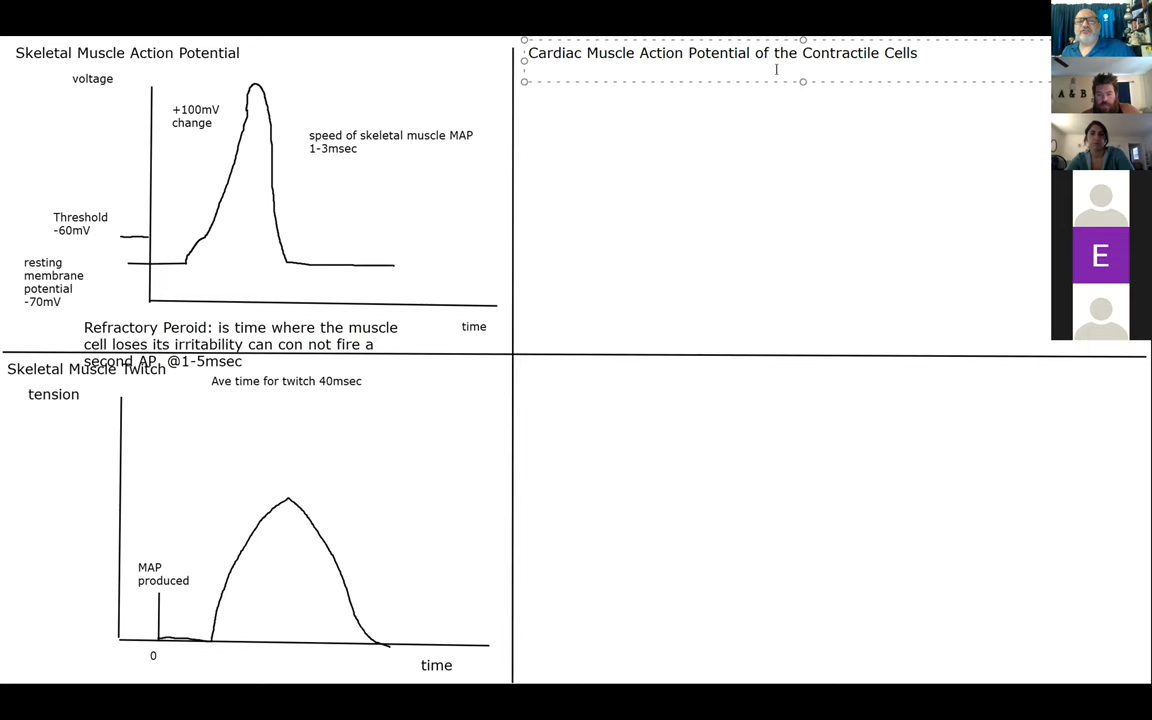 Skeletal Muscle Action Potential
voltage
+100mV
change
speed of skeletal muscle MAP
1-3msec
Threshold
-60mV
resting
membrane
potential
-70mV
time
Refractory Peroid: is time where the muscle
cell loses its irritability can con not fire a
second AP @1-5msec
Cardiac Muscle Action Potential of the Contractile Cells
Skeletal Muscle Twitch
Ave time for twitch 40msec
tension
MAP
produced
0
time
A & B
E